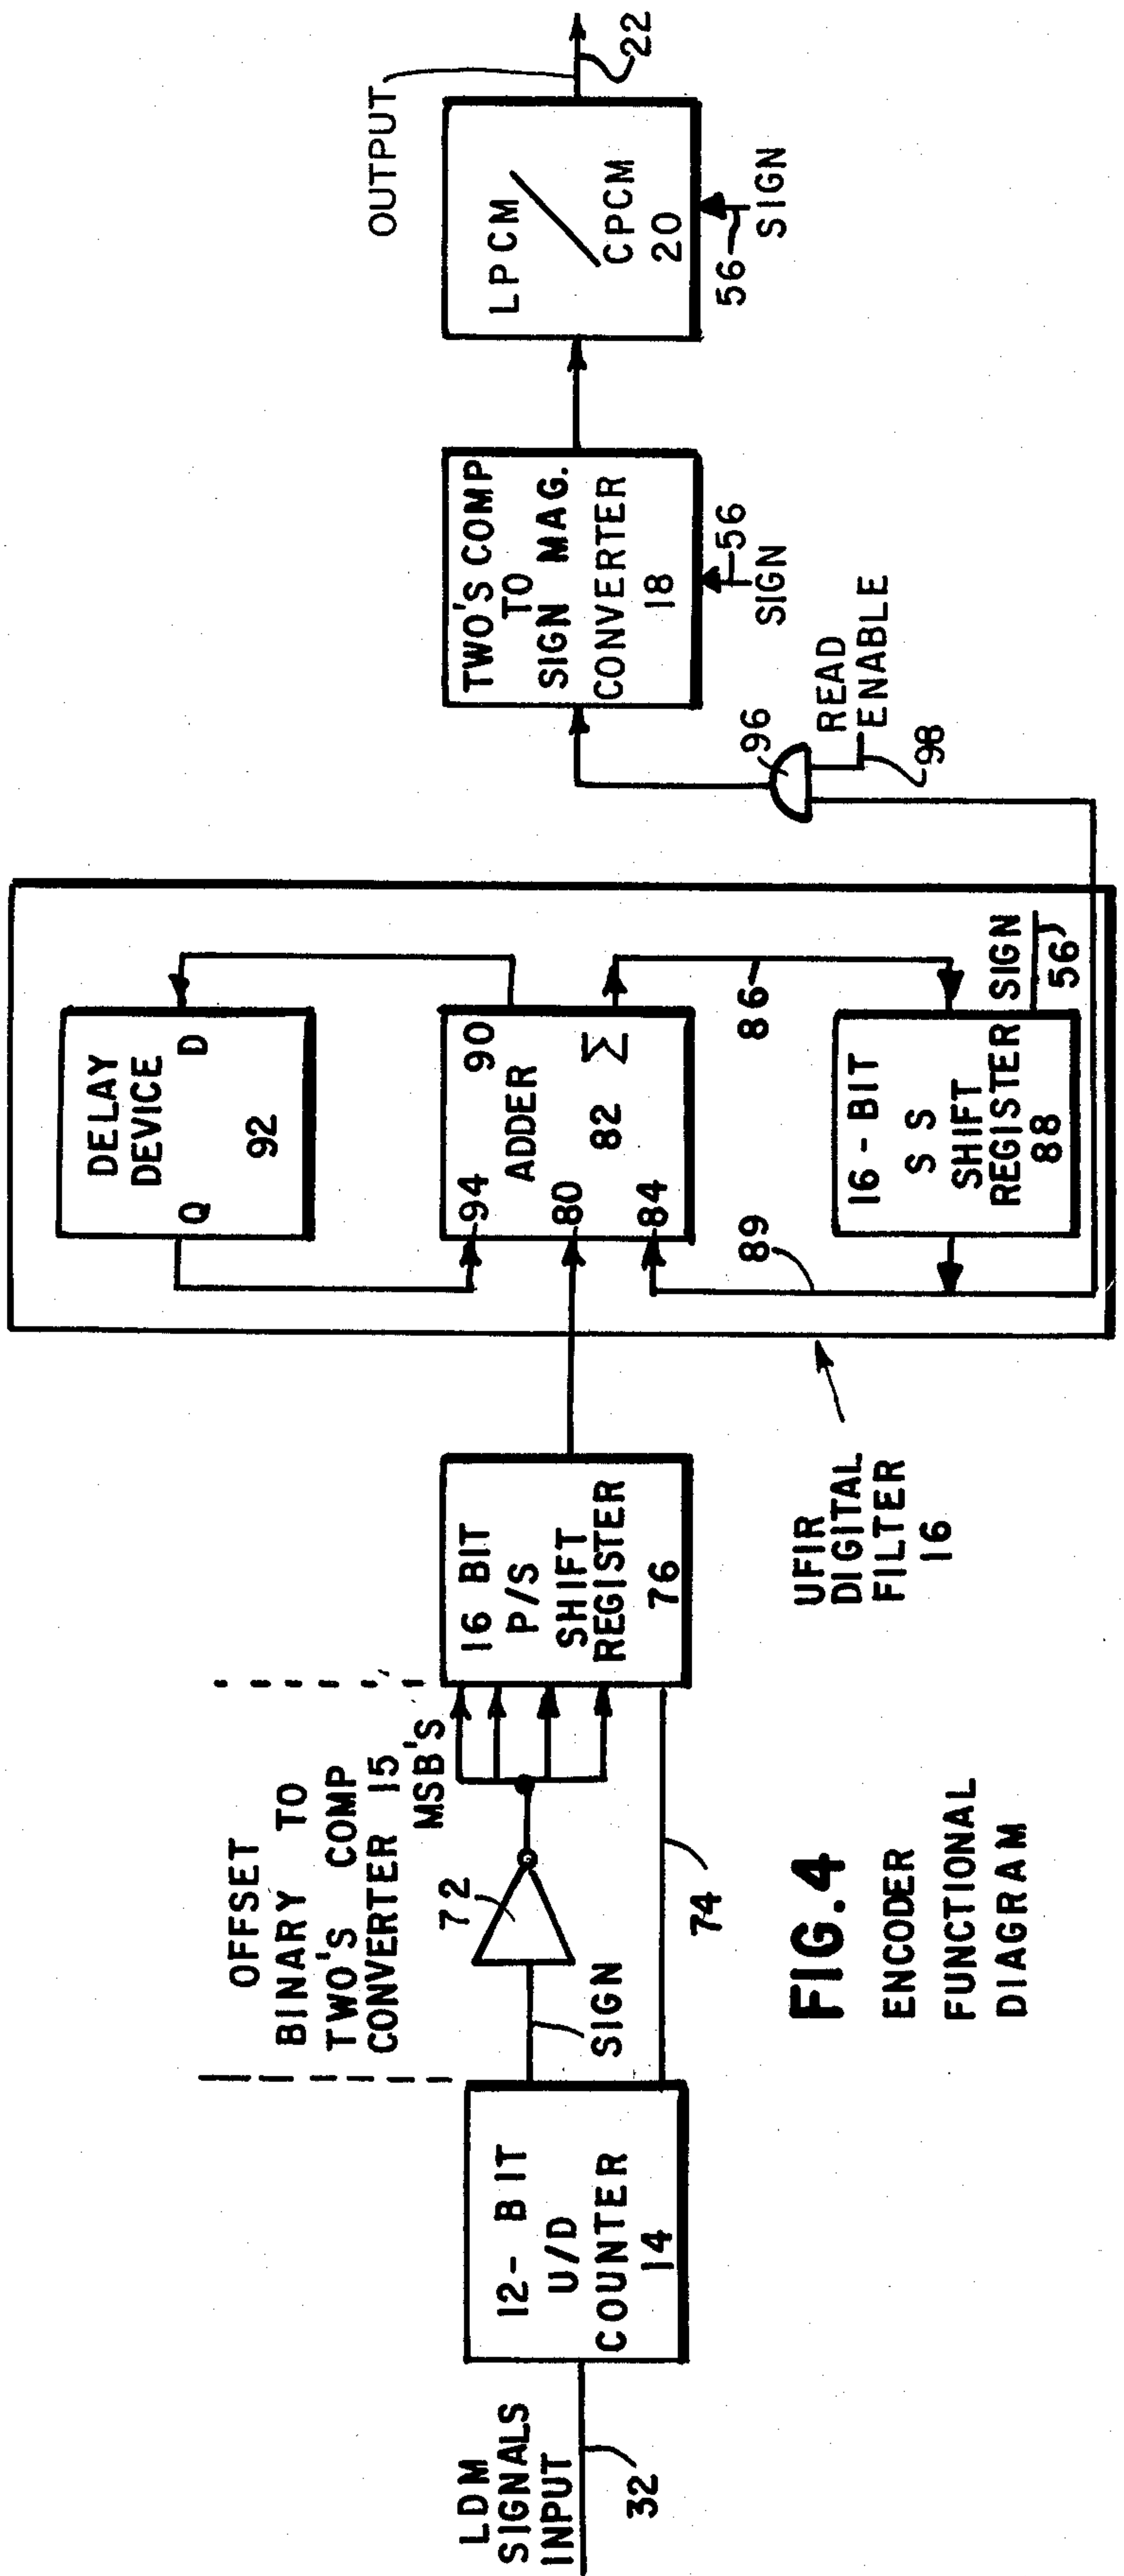 LDM
SIGNALS
INPUT
32
12- BIT
U/D
COUNTER
14
OFFSET
BINARY TO
TWO'S COMP
CONVERTER 15
MSB'S
72
SIGN
74
16 BIT
P/S
SHIFT
REGISTER
76
UFIR
DIGITAL
FILTER
16
DELAY
DEVICE
Q
D
92
94
90
ADDER
80
82
Σ
84
86
89
16-BIT
S S
SHIFT
REGISTER
88
SIGN
56
96
READ
ENABLE
98
TWO'S COMP
TO
SIGN MAG.
CONVERTER
18
56
SIGN
LPCM
CPCM
20
56
SIGN
OUTPUT
22
FIG.4
ENCODER
FUNCTIONAL
DIAGRAM